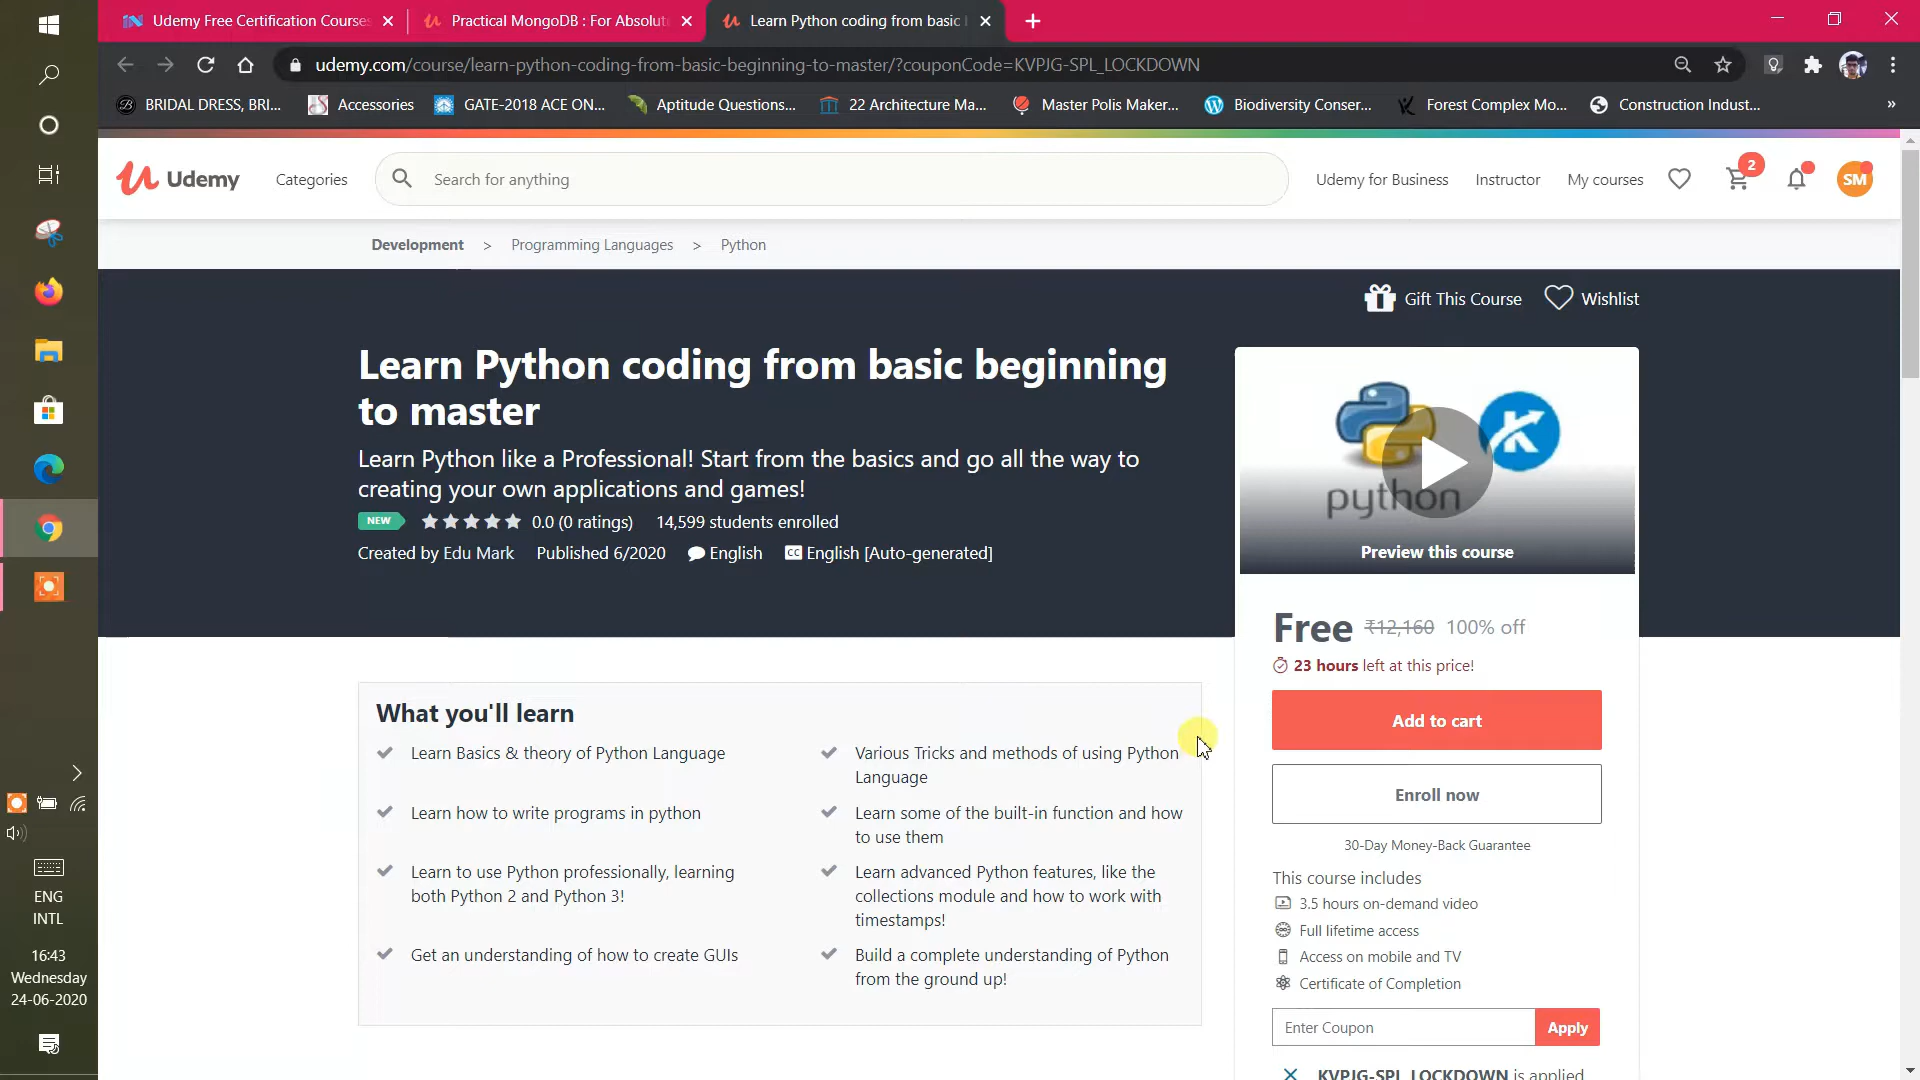 Udemy Free Certification Courses
Practical MongoDB : For Absolut
Learn Python coding from basic
udemy.com/course/learn-python-coding-from-basic-beginning-to-master/?couponCode=KVPJG-SPL_LOCKDOWN
BRIDAL DRESS, BRI...
Accessories
GATE-2018 ACE ON...
Aptitude Questions...
22 Architecture Ma...
Master Polis Maker...
Biodiversity Conser...
Forest Complex Mo...
Construction Indust...
»
Udemy
Categories
Search for anything
Udemy for Business
Instructor
My courses
2
SM
Development > Programming Languages > Python
Gift This Course
Wishlist
Learn Python coding from basic beginning
to master
Learn Python like a Professional! Start from the basics and go all the way to
creating your own applications and games!
NEW 0.0 (0 ratings) 14,599 students enrolled
Created by Edu Mark Published 6/2020 English CC English [Auto-generated]
python
Preview this course
Free ₹12,160 100% off
23 hours left at this price!
Add to cart
Enroll now
30-Day Money-Back Guarantee
This course includes
3.5 hours on-demand video
Full lifetime access
Access on mobile and TV
Certificate of Completion
Enter Coupon
Apply
KVPJG-SPL_LOCKDOWN is applied
What you'll learn
Learn Basics & theory of Python Language
Learn how to write programs in python
Learn to use Python professionally, learning
both Python 2 and Python 3!
Get an understanding of how to create GUIs
Various Tricks and methods of using Python
Language
Learn some of the built-in function and how
to use them
Learn advanced Python features, like the
collections module and how to work with
timestamps!
Build a complete understanding of Python
from the ground up!
ENG
INTL
16:43
Wednesday
24-06-2020